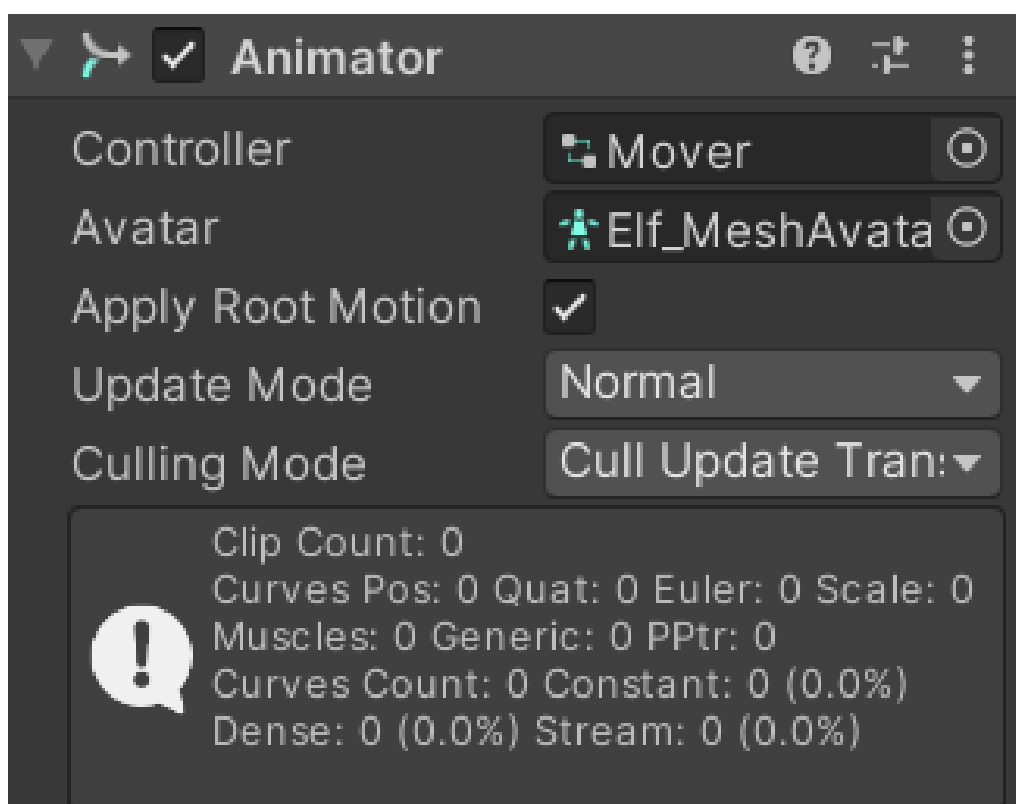 Animator
Controller Mover
Avatar Elf_MeshAvata
Apply Root Motion
Update Mode Normal
Culling Mode Cull Update Tran
Clip Count: 0
Curves Pos: 0 Quat: 0 Euler: 0 Scale: 0
Muscles: 0 Generic: 0 PPtr: 0
Curves Count: 0 Constant: 0 (0.0%)
Dense: 0 (0.0%) Stream: 0 (0.0%)